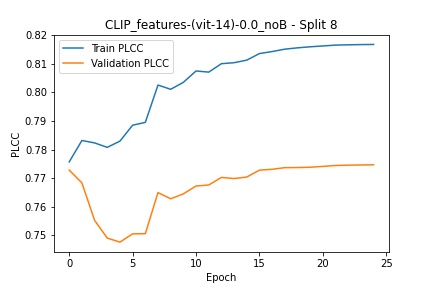 CLIP_features-(vit-14)-0.0_noB - Split 8
Train PLCC
Validation PLCC
PLCC
0.82
0.81
0.80
0.79
0.78
0.77
0.76
0.75
0 5 10 15 20 25
Epoch